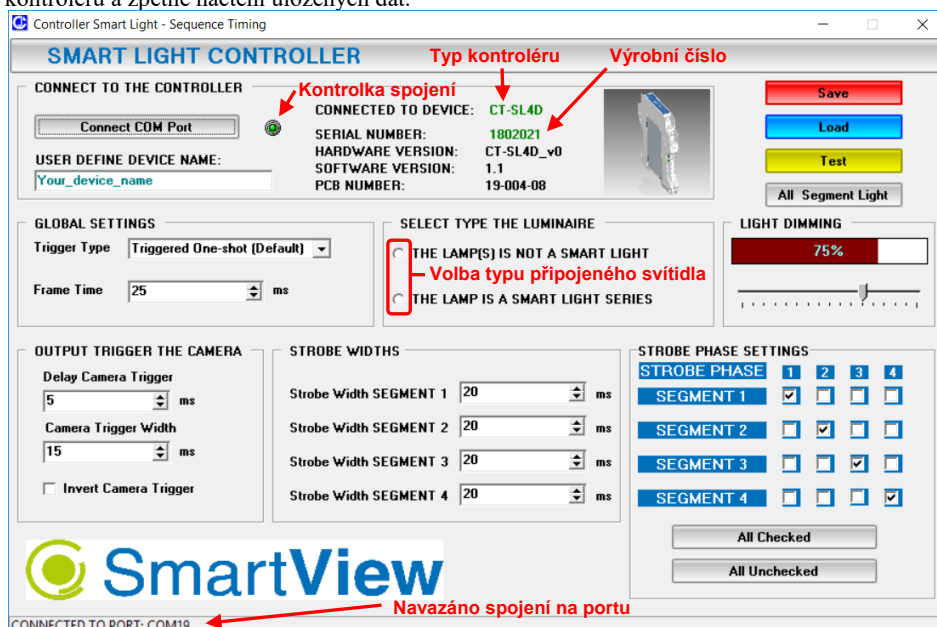 kontroléru a zpětné načtení uložených dat.
Controller Smart Light - Sequence Timing
SMART LIGHT CONTROLLER
Typ kontroléru
Výrobní číslo
CONNECT TO THE CONTROLLER
Kontrolka spojení
Connect COM Port
USER DEFINE DEVICE NAME:
Your_device_name
CONNECTED TO DEVICE: CT-SL4D
SERIAL NUMBER: 1802021
HARDWARE VERSION: CT-SL4D_v0
SOFTWARE VERSION: 1.1
PCB NUMBER: 19-004-08
Save
Load
Test
All Segment Light
GLOBAL SETTINGS
Trigger Type Triggered One-shot (Default)
Frame Time 25 ms
SELECT TYPE THE LUMINAIRE
THE LAMP(S) IS NOT A SMART LIGHT
Volba typu připojeného svítidla
THE LAMP IS A SMART LIGHT SERIES
LIGHT DIMMING
75%
OUTPUT TRIGGER THE CAMERA
Delay Camera Trigger
5 ms
Camera Trigger Width
15 ms
Invert Camera Trigger
STROBE WIDTHS
Strobe Width SEGMENT 1 20 ms
Strobe Width SEGMENT 2 20 ms
Strobe Width SEGMENT 3 20 ms
Strobe Width SEGMENT 4 20 ms
STROBE PHASE SETTINGS
STROBE PHASE 1 2 3 4
SEGMENT 1
SEGMENT 2
SEGMENT 3
SEGMENT 4
All Checked
All Unchecked
SmartView
Navazáno spojení na portu
CONNECTED TO PORT: COM19